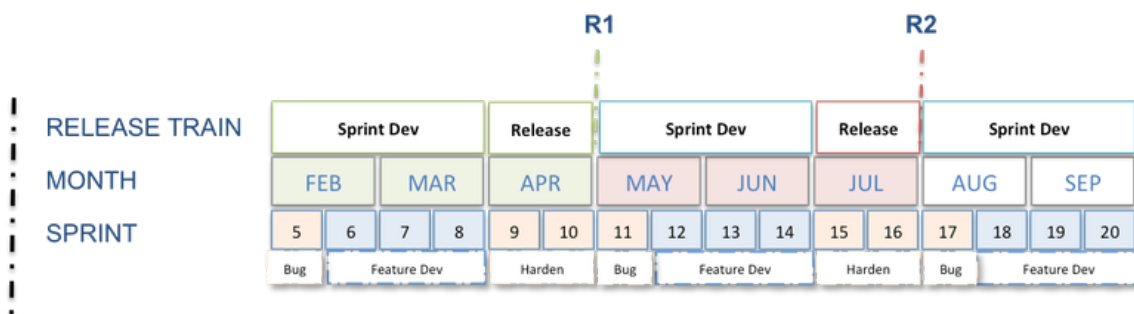 R1 R2
RELEASE TRAIN Sprint Dev Release Sprint Dev Release Sprint Dev
MONTH FEB MAR APR MAY JUN JUL AUG SEP
SPRINT 5 6 7 8 9 10 11 12 13 14 15 16 17 18 19 20
Bug Feature Dev Harden Bug Feature Dev Harden Bug Feature Dev